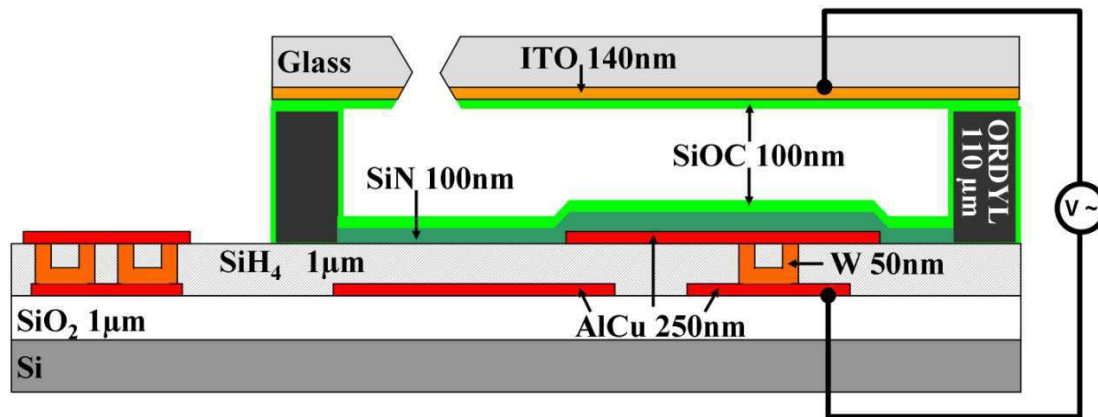 Glass
ITO 140nm
SiOC 100nm
ORDYL
110 µm
SiN 100nm
V ~
SiH₄ 1µm
W 50nm
AlCu 250nm
SiO₂ 1µm
Si